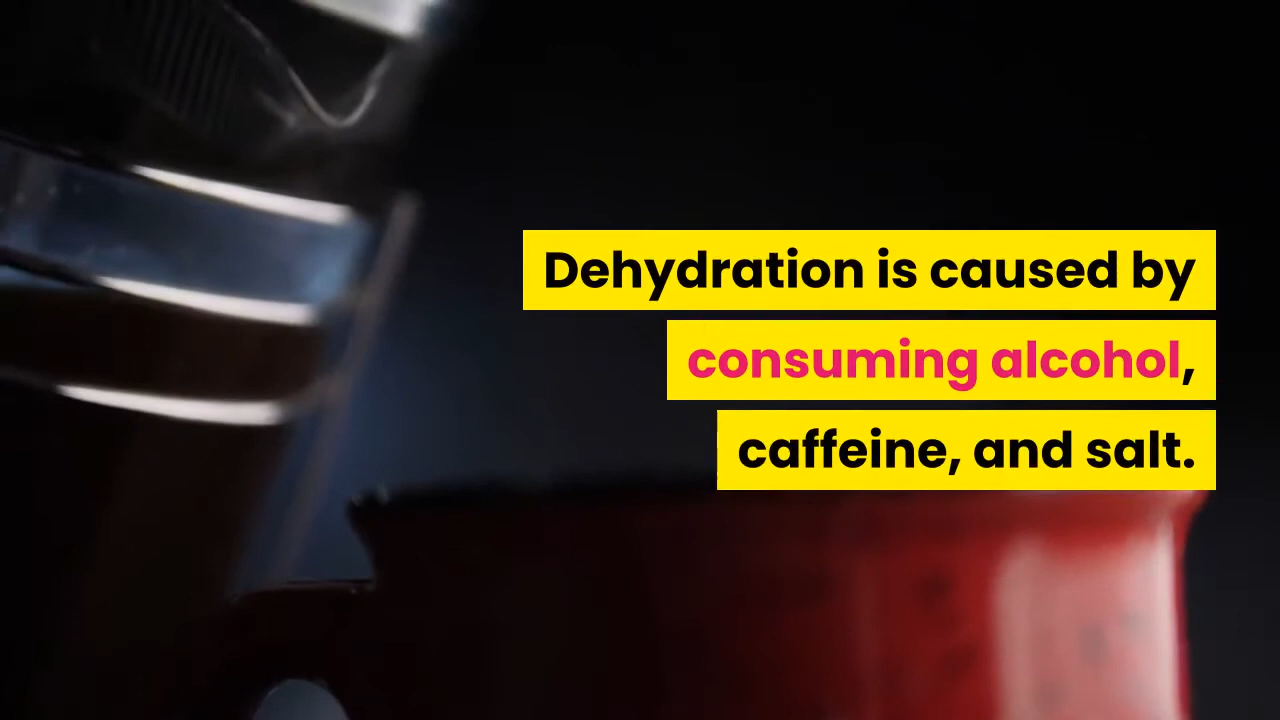 Dehydration is caused by
consuming alcohol,
caffeine, and salt.